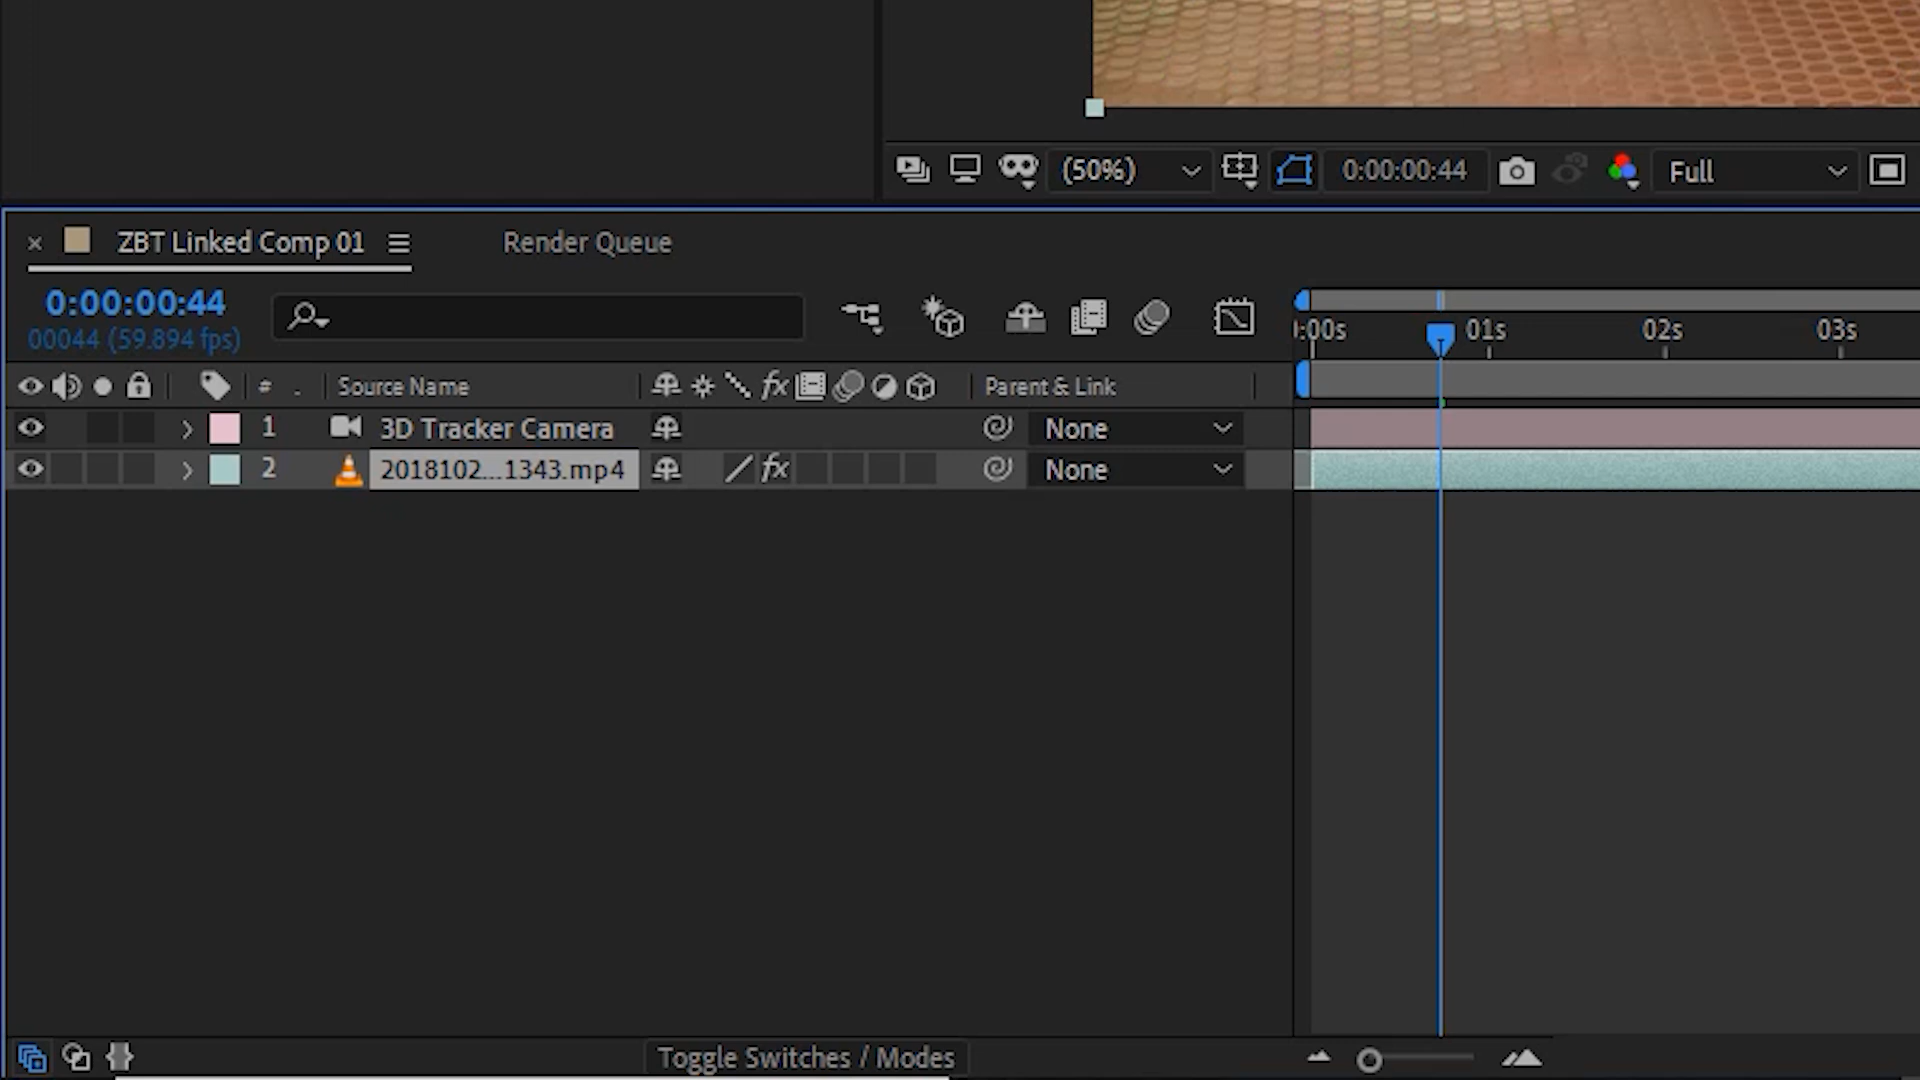 (50%)
0:00:00:44
Full
ZBT Linked Comp 01
Render Queue
0:00:00:44
00044 (59.894 fps)
:00s
01s
02s
03s
#
.
Source Name
fx
Parent & Link
1
3D Tracker Camera
None
2
2018102...1343.mp4
fx
None
Toggle Switches / Modes